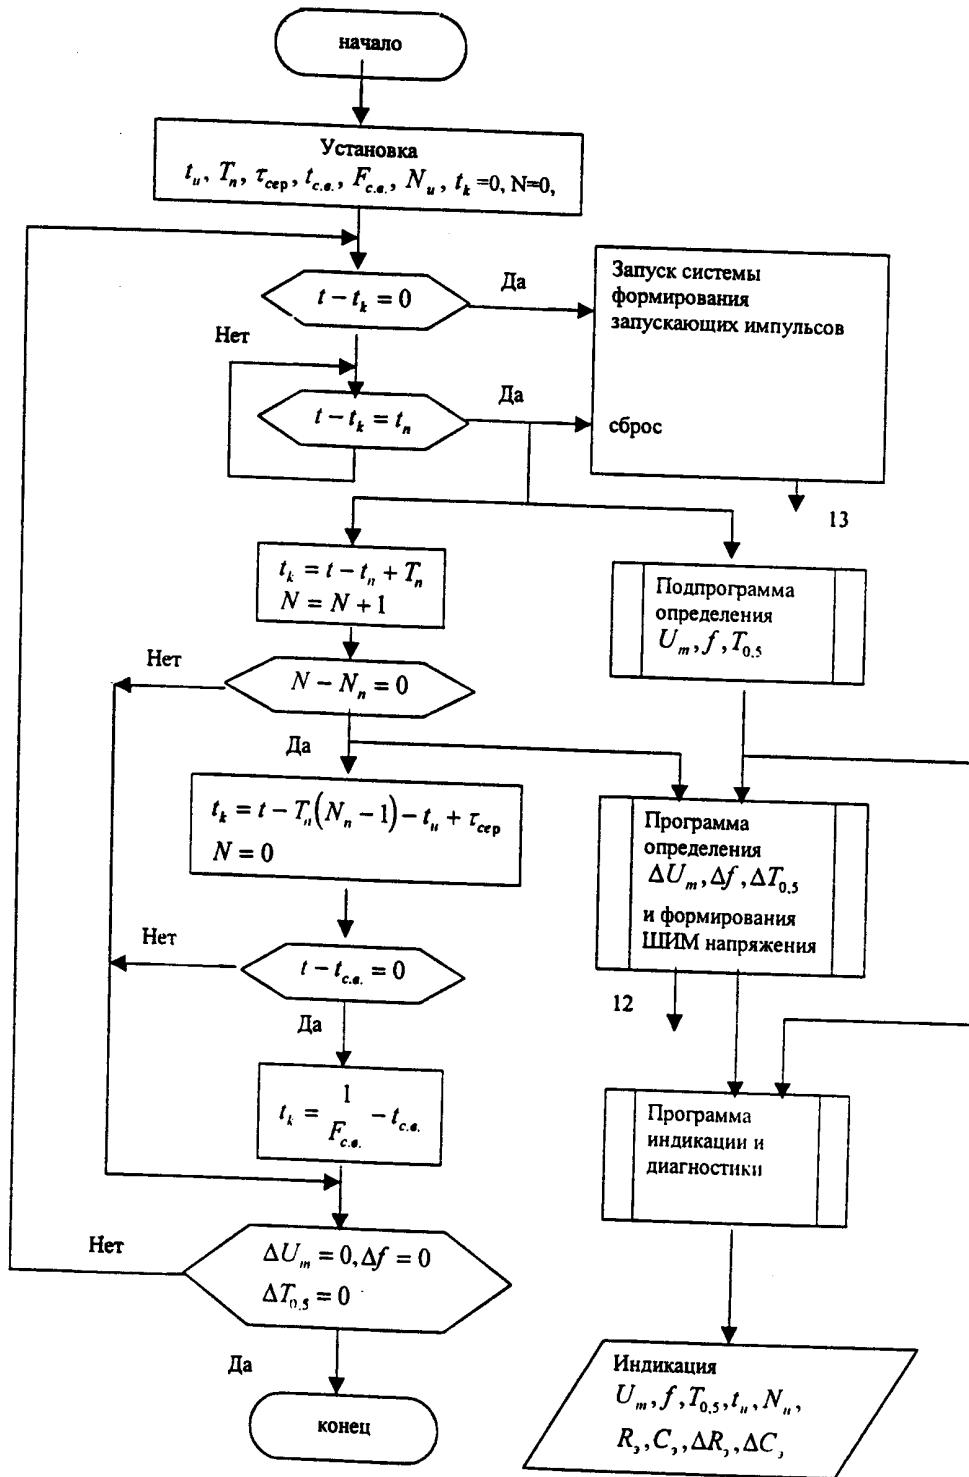 начало
Установка
t_и, T_п, τ_сер, t_с.в., F_с.в., N_и, t_k =0, N=0,
t − t_k = 0
Да
Запуск системы
формирования
запускающих импульсов
Нет
t − t_k = t_п
Да
сброс
13
t_k = t − t_п + T_п
N = N + 1
Подпрограмма
определения
U_m, f, T_0.5
Нет
N − N_п = 0
Да
t_k = t − T_и(N_п − 1) − t_и + τ_сер
N = 0
Программа
определения
ΔU_m, Δf, ΔT_0.5
и формирования
ШИМ напряжения
Нет
t − t_с.в. = 0
12
Да
t_k = 1/F_с.в. − t_с.в.
Программа
индикации и
диагностики
Нет
ΔU_m = 0, Δf = 0
ΔT_0.5 = 0
Да
конец
Индикация
U_m, f, T_0.5, t_и, N_и,
R_э, C_э, ΔR_э, ΔC_э